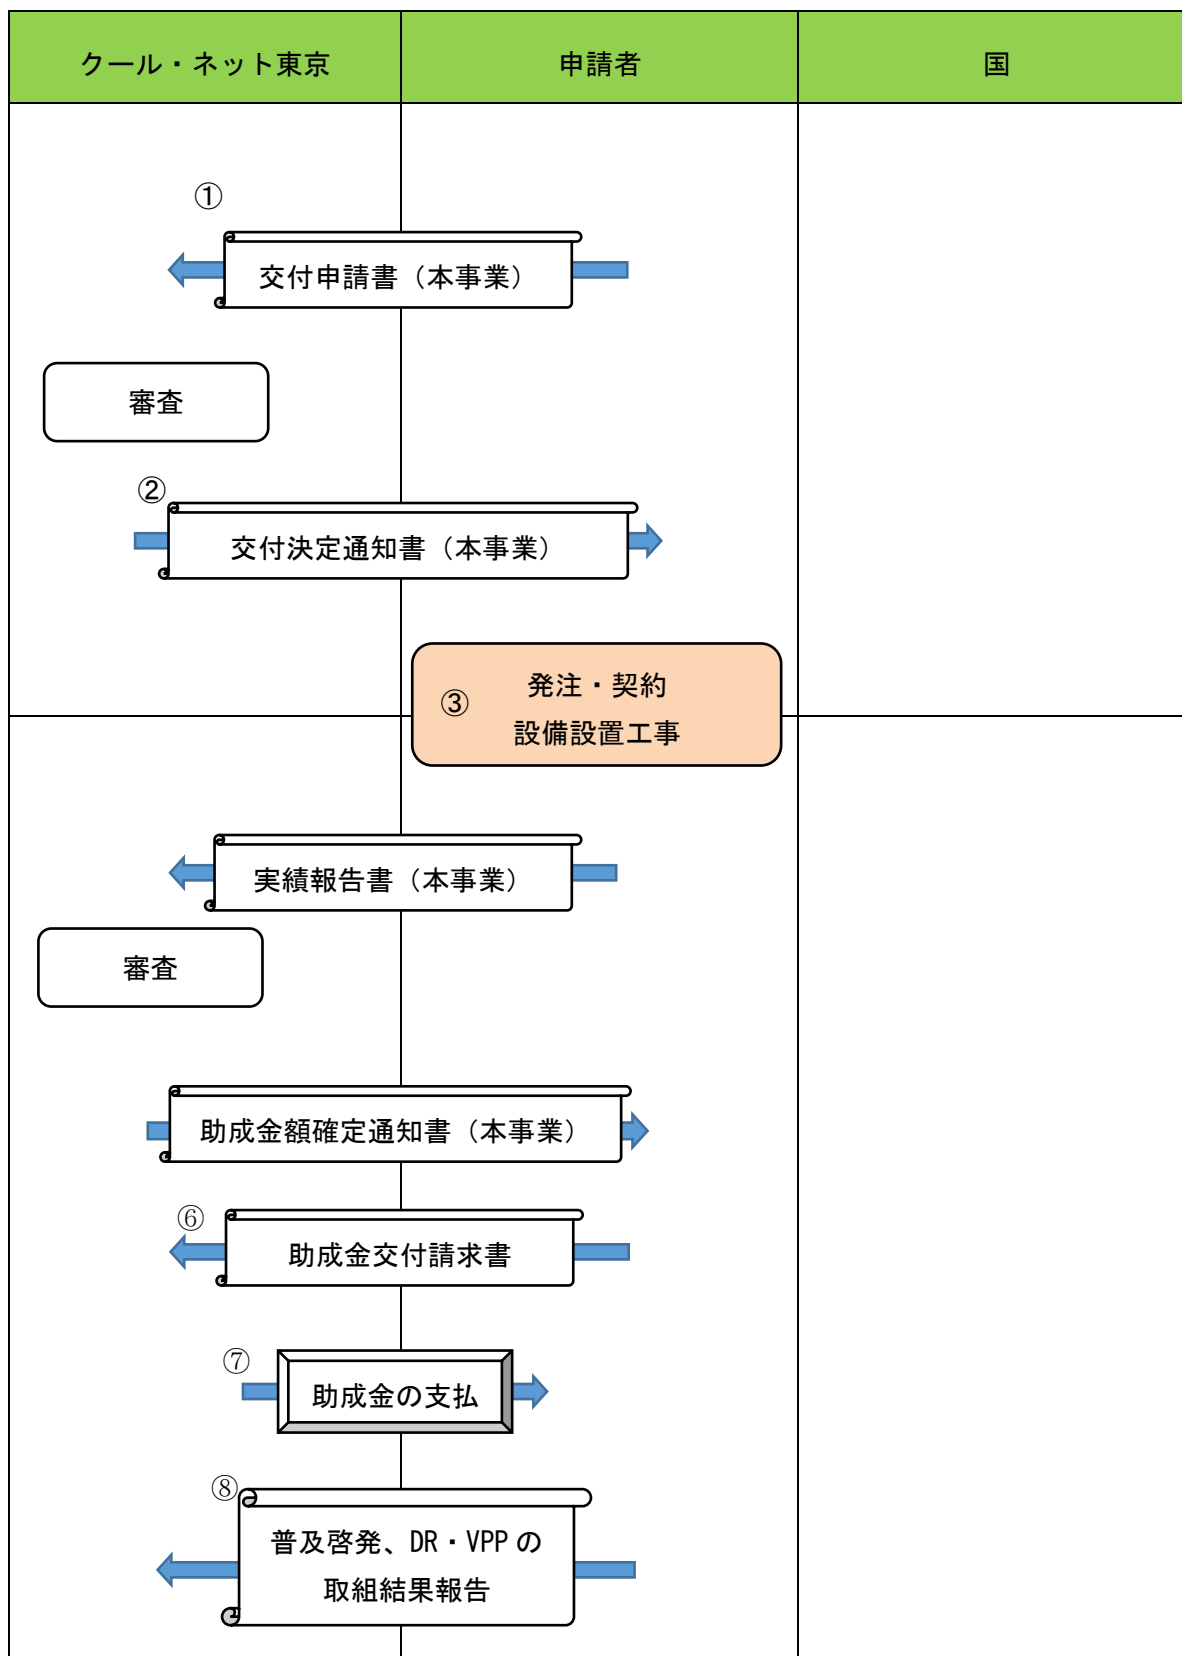 クール・ネット東京
申請者
国
①
交付申請書（本事業）
審査
②
交付決定通知書（本事業）
③
発注・契約
設備設置工事
実績報告書（本事業）
審査
助成金額確定通知書（本事業）
⑥
助成金交付請求書
⑦
助成金の支払
⑧
普及啓発、DR・VPPの
取組結果報告